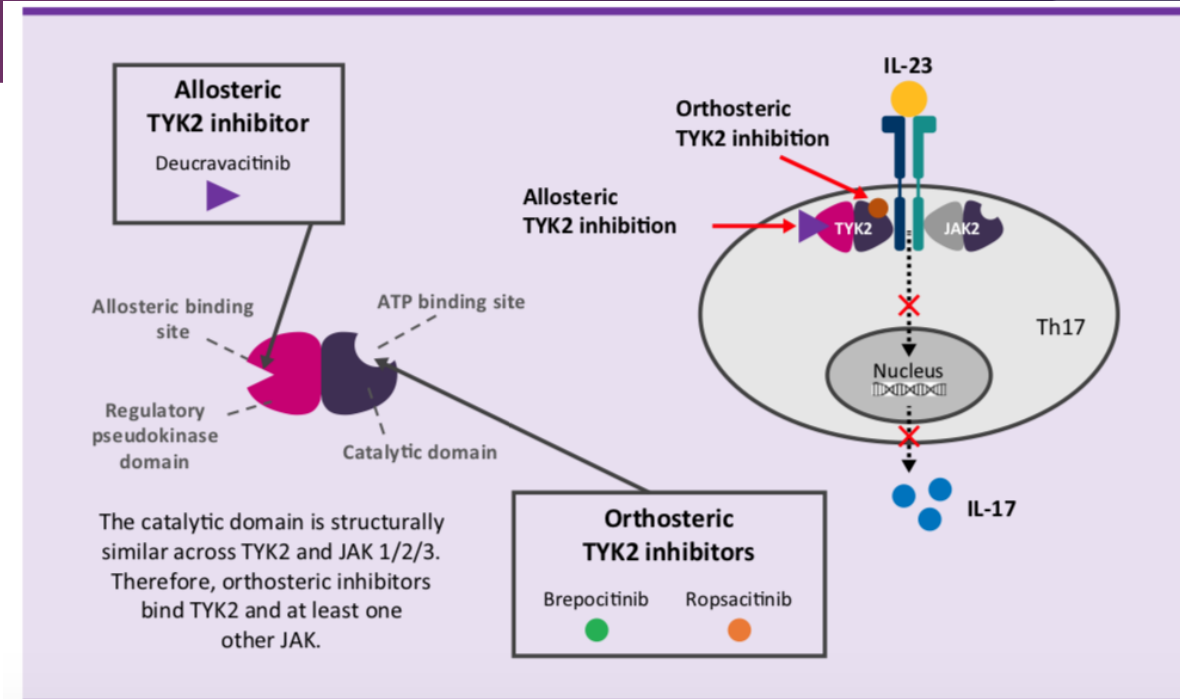 Allosteric
TYK2 inhibitor
Deucravacitinib
Allosteric binding
site
ATP binding site
Regulatory
pseudokinase
domain
Catalytic domain
The catalytic domain is structurally
similar across TYK2 and JAK 1/2/3.
Therefore, orthosteric inhibitors
bind TYK2 and at least one
other JAK.
Orthosteric
TYK2 inhibitors
Brepocitinib
Ropsacitinib
IL-23
Orthosteric
TYK2 inhibition
Allosteric
TYK2 inhibition
TYK2
JAK2
Th17
Nucleus
IL-17